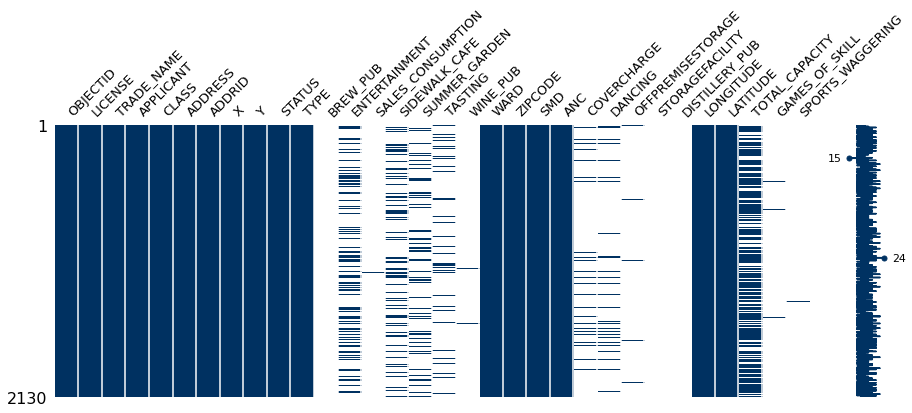 OBJECTID
LICENSE
TRADE_NAME
APPLICANT
CLASS
ADDRESS
ADDRID
X
Y
STATUS
TYPE
BREW_PUB
ENTERTAINMENT
SALES_CONSUMPTION
SIDEWALK_CAFE
SUMMER_GARDEN
TASTING
WINE_PUB
WARD
ZIPCODE
SMD
ANC
COVERCHARGE
DANCING
OFFPREMISESTORAGE
STORAGEFACILITY
DISTILLERY_PUB
LONGITUDE
LATITUDE
TOTAL_CAPACITY
GAMES_OF_SKILL
SPORTS_WAGGERING
1
15
24
2130